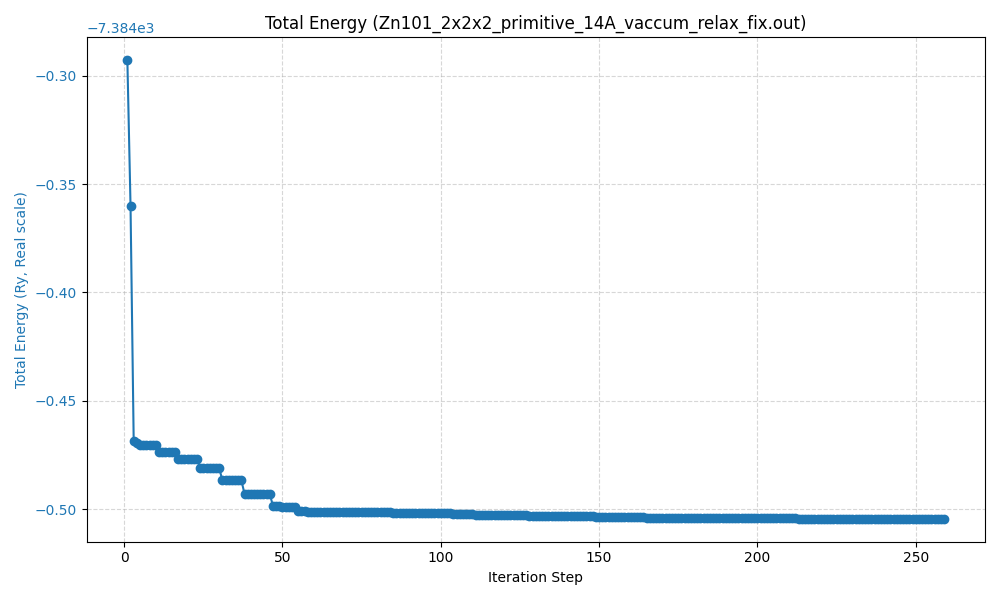 Total Energy (Zn101_2x2x2_primitive_14A_vaccum_relax_fix.out)
−7.384e3
−0.30
−0.35
−0.40
−0.45
−0.50
Total Energy (Ry, Real scale)
0 50 100 150 200 250
Iteration Step